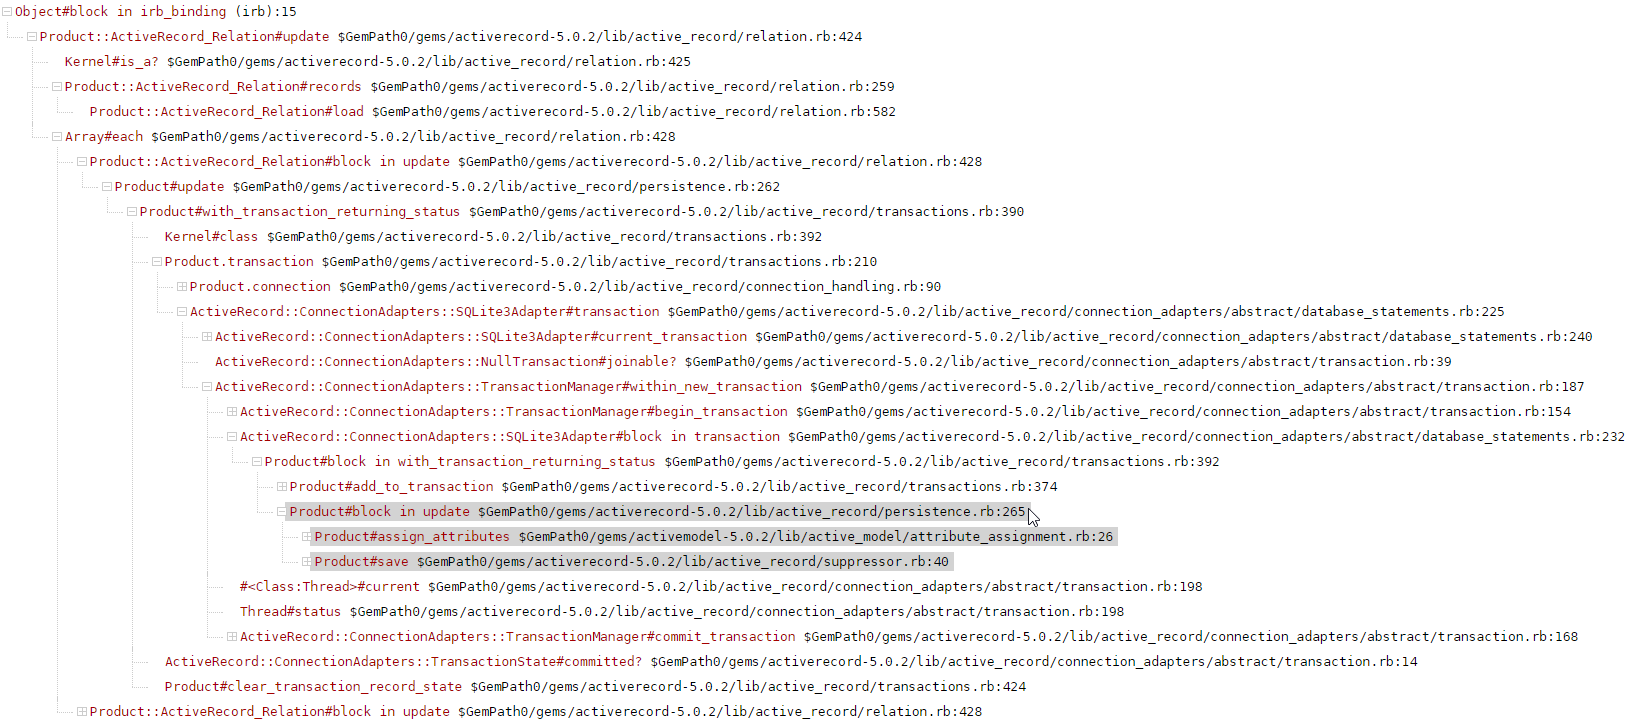 Object#block in irb_binding (irb):15
Product::ActiveRecord_Relation#update $GemPath0/gems/activerecord-5.0.2/lib/active_record/relation.rb:424
Kernel#is_a? $GemPath0/gems/activerecord-5.0.2/lib/active_record/relation.rb:425
Product::ActiveRecord_Relation#records $GemPath0/gems/activerecord-5.0.2/lib/active_record/relation.rb:259
Product::ActiveRecord_Relation#load $GemPath0/gems/activerecord-5.0.2/lib/active_record/relation.rb:582
Array#each $GemPath0/gems/activerecord-5.0.2/lib/active_record/relation.rb:428
Product::ActiveRecord_Relation#block in update $GemPath0/gems/activerecord-5.0.2/lib/active_record/relation.rb:428
Product#update $GemPath0/gems/activerecord-5.0.2/lib/active_record/persistence.rb:262
Product#with_transaction_returning_status $GemPath0/gems/activerecord-5.0.2/lib/active_record/transactions.rb:390
Kernel#class $GemPath0/gems/activerecord-5.0.2/lib/active_record/transactions.rb:392
Product.transaction $GemPath0/gems/activerecord-5.0.2/lib/active_record/transactions.rb:210
Product.connection $GemPath0/gems/activerecord-5.0.2/lib/active_record/connection_handling.rb:90
ActiveRecord::ConnectionAdapters::SQLite3Adapter#transaction $GemPath0/gems/activerecord-5.0.2/lib/active_record/connection_adapters/abstract/database_statements.rb:225
ActiveRecord::ConnectionAdapters::SQLite3Adapter#current_transaction $GemPath0/gems/activerecord-5.0.2/lib/active_record/connection_adapters/abstract/database_statements.rb:240
ActiveRecord::ConnectionAdapters::NullTransaction#joinable? $GemPath0/gems/activerecord-5.0.2/lib/active_record/connection_adapters/abstract/transaction.rb:39
ActiveRecord::ConnectionAdapters::TransactionManager#within_new_transaction $GemPath0/gems/activerecord-5.0.2/lib/active_record/connection_adapters/abstract/transaction.rb:187
ActiveRecord::ConnectionAdapters::TransactionManager#begin_transaction $GemPath0/gems/activerecord-5.0.2/lib/active_record/connection_adapters/abstract/transaction.rb:154
ActiveRecord::ConnectionAdapters::SQLite3Adapter#block in transaction $GemPath0/gems/activerecord-5.0.2/lib/active_record/connection_adapters/abstract/database_statements.rb:232
Product#block in with_transaction_returning_status $GemPath0/gems/activerecord-5.0.2/lib/active_record/transactions.rb:392
Product#add_to_transaction $GemPath0/gems/activerecord-5.0.2/lib/active_record/transactions.rb:374
Product#block in update $GemPath0/gems/activerecord-5.0.2/lib/active_record/persistence.rb:265
Product#assign_attributes $GemPath0/gems/activemodel-5.0.2/lib/active_model/attribute_assignment.rb:26
Product#save $GemPath0/gems/activerecord-5.0.2/lib/active_record/suppressor.rb:40
#<Class:Thread>#current $GemPath0/gems/activerecord-5.0.2/lib/active_record/connection_adapters/abstract/transaction.rb:198
Thread#status $GemPath0/gems/activerecord-5.0.2/lib/active_record/connection_adapters/abstract/transaction.rb:198
ActiveRecord::ConnectionAdapters::TransactionManager#commit_transaction $GemPath0/gems/activerecord-5.0.2/lib/active_record/connection_adapters/abstract/transaction.rb:168
ActiveRecord::ConnectionAdapters::TransactionState#committed? $GemPath0/gems/activerecord-5.0.2/lib/active_record/connection_adapters/abstract/transaction.rb:14
Product#clear_transaction_record_state $GemPath0/gems/activerecord-5.0.2/lib/active_record/transactions.rb:424
Product::ActiveRecord_Relation#block in update $GemPath0/gems/activerecord-5.0.2/lib/active_record/relation.rb:428